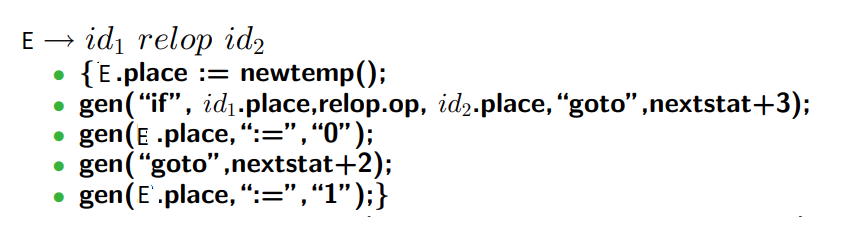 E → id₁ relop id₂
• {E.place := newtemp();
• gen("if", id₁.place,relop.op, id₂.place,"goto",nextstat+3);
• gen(E .place,":=","0");
• gen("goto",nextstat+2);
• gen(E .place,":=","1");}